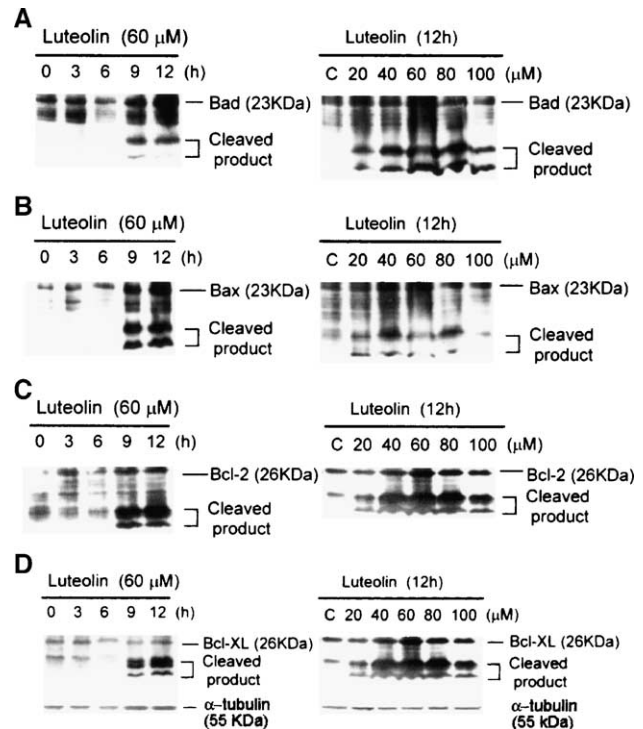 A
Luteolin (60 μM)
0 3 6 9 12 (h)
Bad (23KDa)
Cleaved
product
Luteolin (12h)
C 20 40 60 80 100 (μM)
Bad (23KDa)
Cleaved
product
B
Luteolin (60 μM)
0 3 6 9 12 (h)
Bax (23KDa)
Cleaved
product
Luteolin (12h)
C 20 40 60 80 100 (μM)
Bax (23KDa)
Cleaved
product
C
Luteolin (60 μM)
0 3 6 9 12 (h)
Bcl-2 (26KDa)
Cleaved
product
Luteolin (12h)
C 20 40 60 80 100 (μM)
Bcl-2 (26KDa)
Cleaved
product
D
Luteolin (60 μM)
0 3 6 9 12 (h)
Bcl-XL (26KDa)
Cleaved
product
α-tubulin
(55 KDa)
Luteolin (12h)
C 20 40 60 80 100 (μM)
Bcl-XL (26KDa)
Cleaved
product
α-tubulin
(55 kDa)